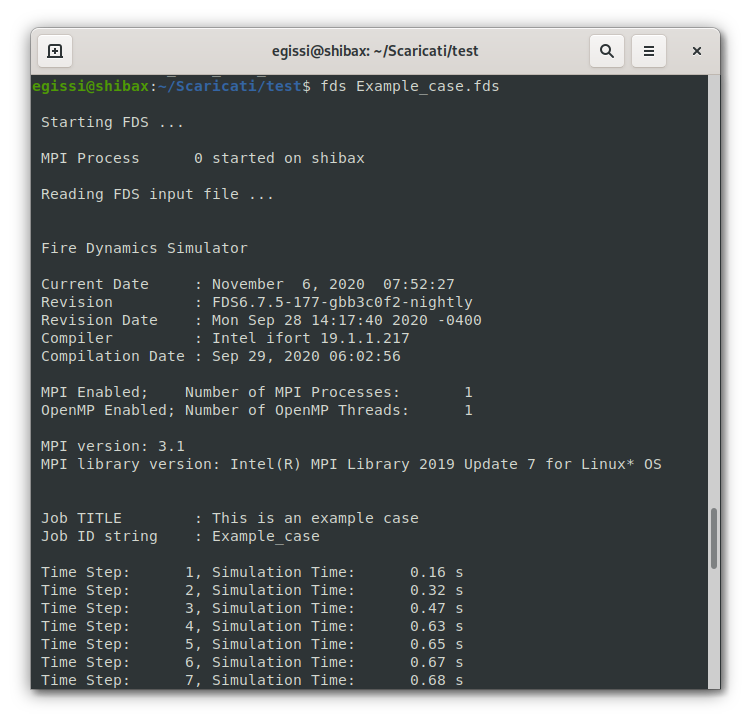 egissi@shibax: ~/Scaricati/test
egissi@shibax:~/Scaricati/test$ fds Example_case.fds
Starting FDS ...
MPI Process      0 started on shibax
Reading FDS input file ...
Fire Dynamics Simulator
Current Date     : November  6, 2020  07:52:27
Revision         : FDS6.7.5-177-gbb3c0f2-nightly
Revision Date    : Mon Sep 28 14:17:40 2020 -0400
Compiler         : Intel ifort 19.1.1.217
Compilation Date : Sep 29, 2020 06:02:56
MPI Enabled;    Number of MPI Processes:       1
OpenMP Enabled; Number of OpenMP Threads:      1
MPI version: 3.1
MPI library version: Intel(R) MPI Library 2019 Update 7 for Linux* OS
Job TITLE        : This is an example case
Job ID string    : Example_case
Time Step:      1, Simulation Time:      0.16 s
Time Step:      2, Simulation Time:      0.32 s
Time Step:      3, Simulation Time:      0.47 s
Time Step:      4, Simulation Time:      0.63 s
Time Step:      5, Simulation Time:      0.65 s
Time Step:      6, Simulation Time:      0.67 s
Time Step:      7, Simulation Time:      0.68 s